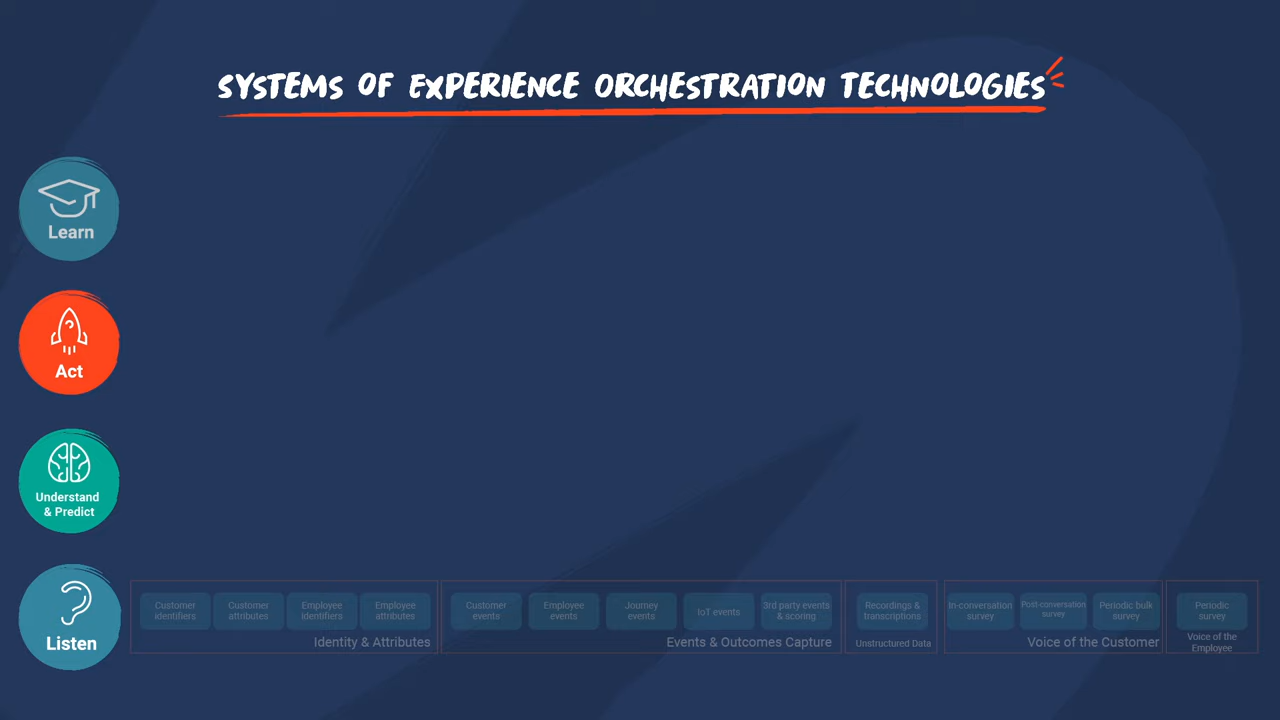 SYSTEMS OF EXPERIENCE ORCHESTRATION TECHNOLOGIES
Learn
Act
Understand
& Predict
Listen
Customer
identifiers
Customer
attributes
Employee
identifiers
Employee
attributes
Identity & Attributes
Customer
events
Employee
events
Journey
events
IoT events
3rd party events
& scoring
Events & Outcomes Capture
Recordings &
transcriptions
Unstructured Data
In-conversation
survey
Post-conversation
survey
Periodic bulk
survey
Voice of the Customer
Periodic
survey
Voice of the
Employee